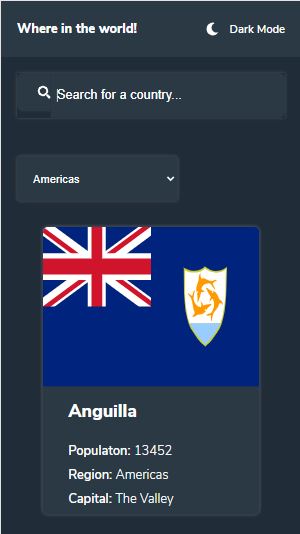 Where in the world!
Dark Mode
Search for a country...
Americas
Anguilla
Populaton: 13452
Region: Americas
Capital: The Valley